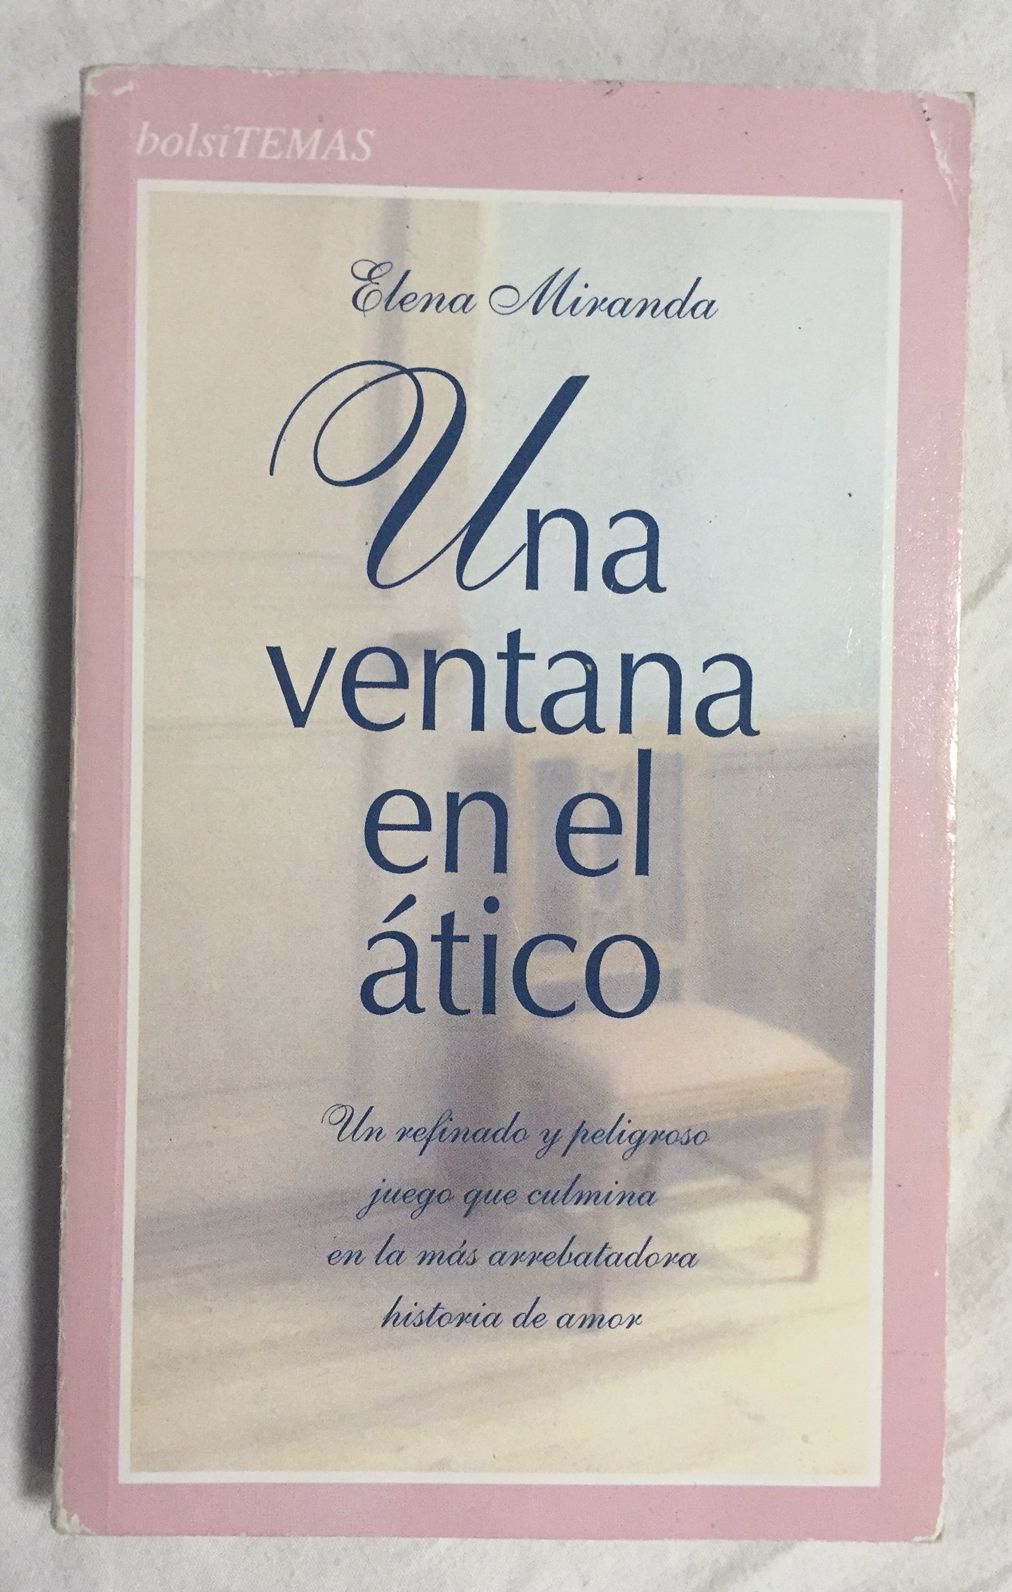 bolsiTEMAS
Elena Miranda
Una
ventana
en el
ático
Un refinado y peligroso
juego que culmina
en la más arrebatadora
historia de amor